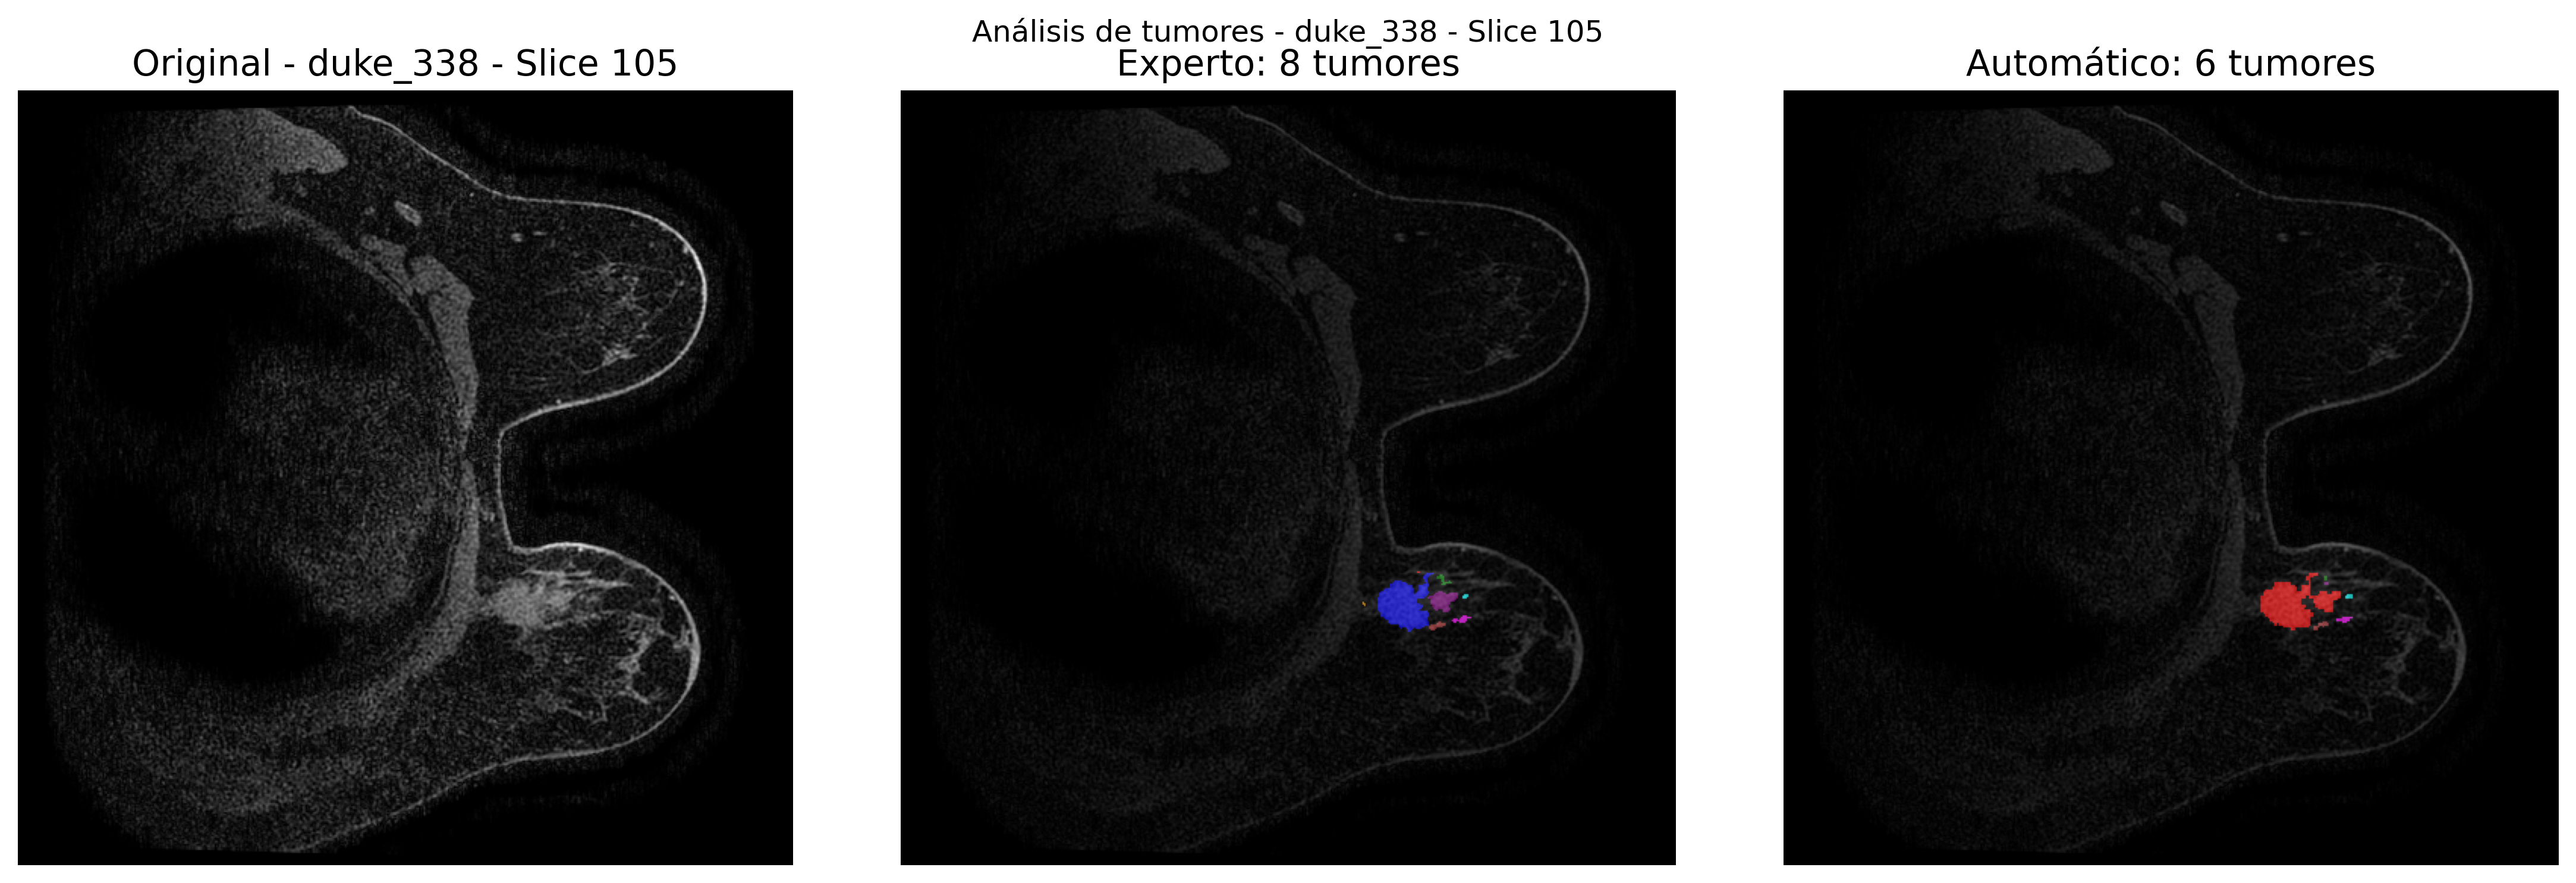 Análisis de tumores - duke_338 - Slice 105
Original - duke_338 - Slice 105
Experto: 8 tumores
Automático: 6 tumores